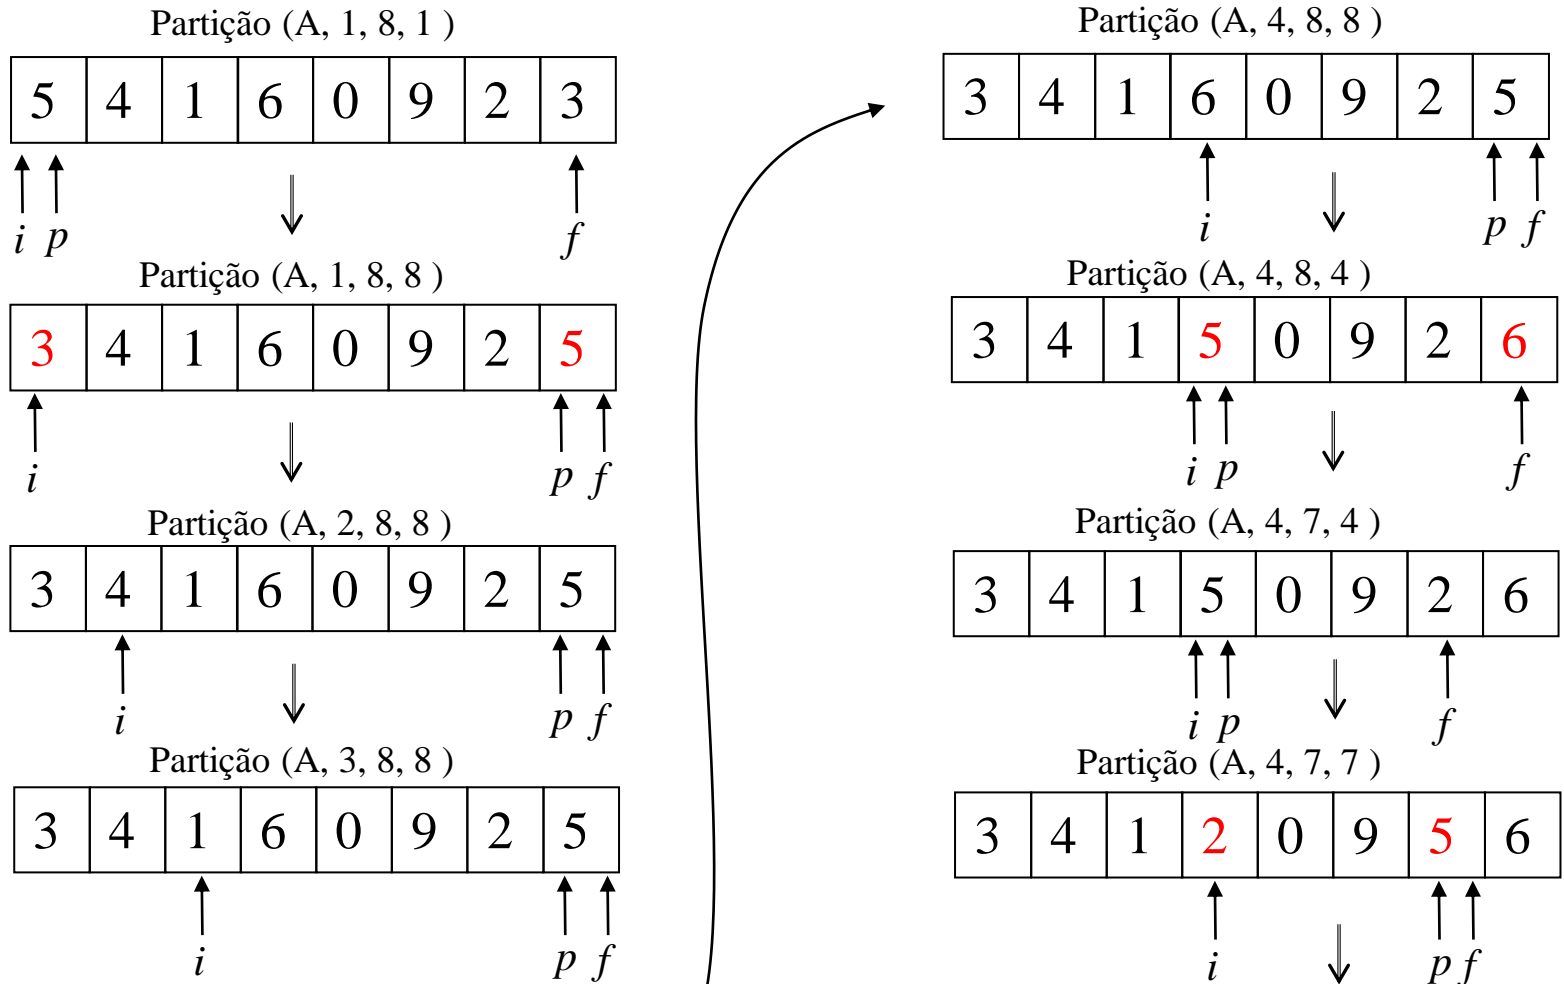 Partição (A, 1, 8, 1 )
5 4 1 6 0 9 2 3
i p f
Partição (A, 1, 8, 8 )
3 4 1 6 0 9 2 5
i p f
Partição (A, 2, 8, 8 )
3 4 1 6 0 9 2 5
i p f
Partição (A, 3, 8, 8 )
3 4 1 6 0 9 2 5
i p f
Partição (A, 4, 8, 8 )
3 4 1 6 0 9 2 5
i p f
Partição (A, 4, 8, 4 )
3 4 1 5 0 9 2 6
i p f
Partição (A, 4, 7, 4 )
3 4 1 5 0 9 2 6
i p f
Partição (A, 4, 7, 7 )
3 4 1 2 0 9 5 6
i p f